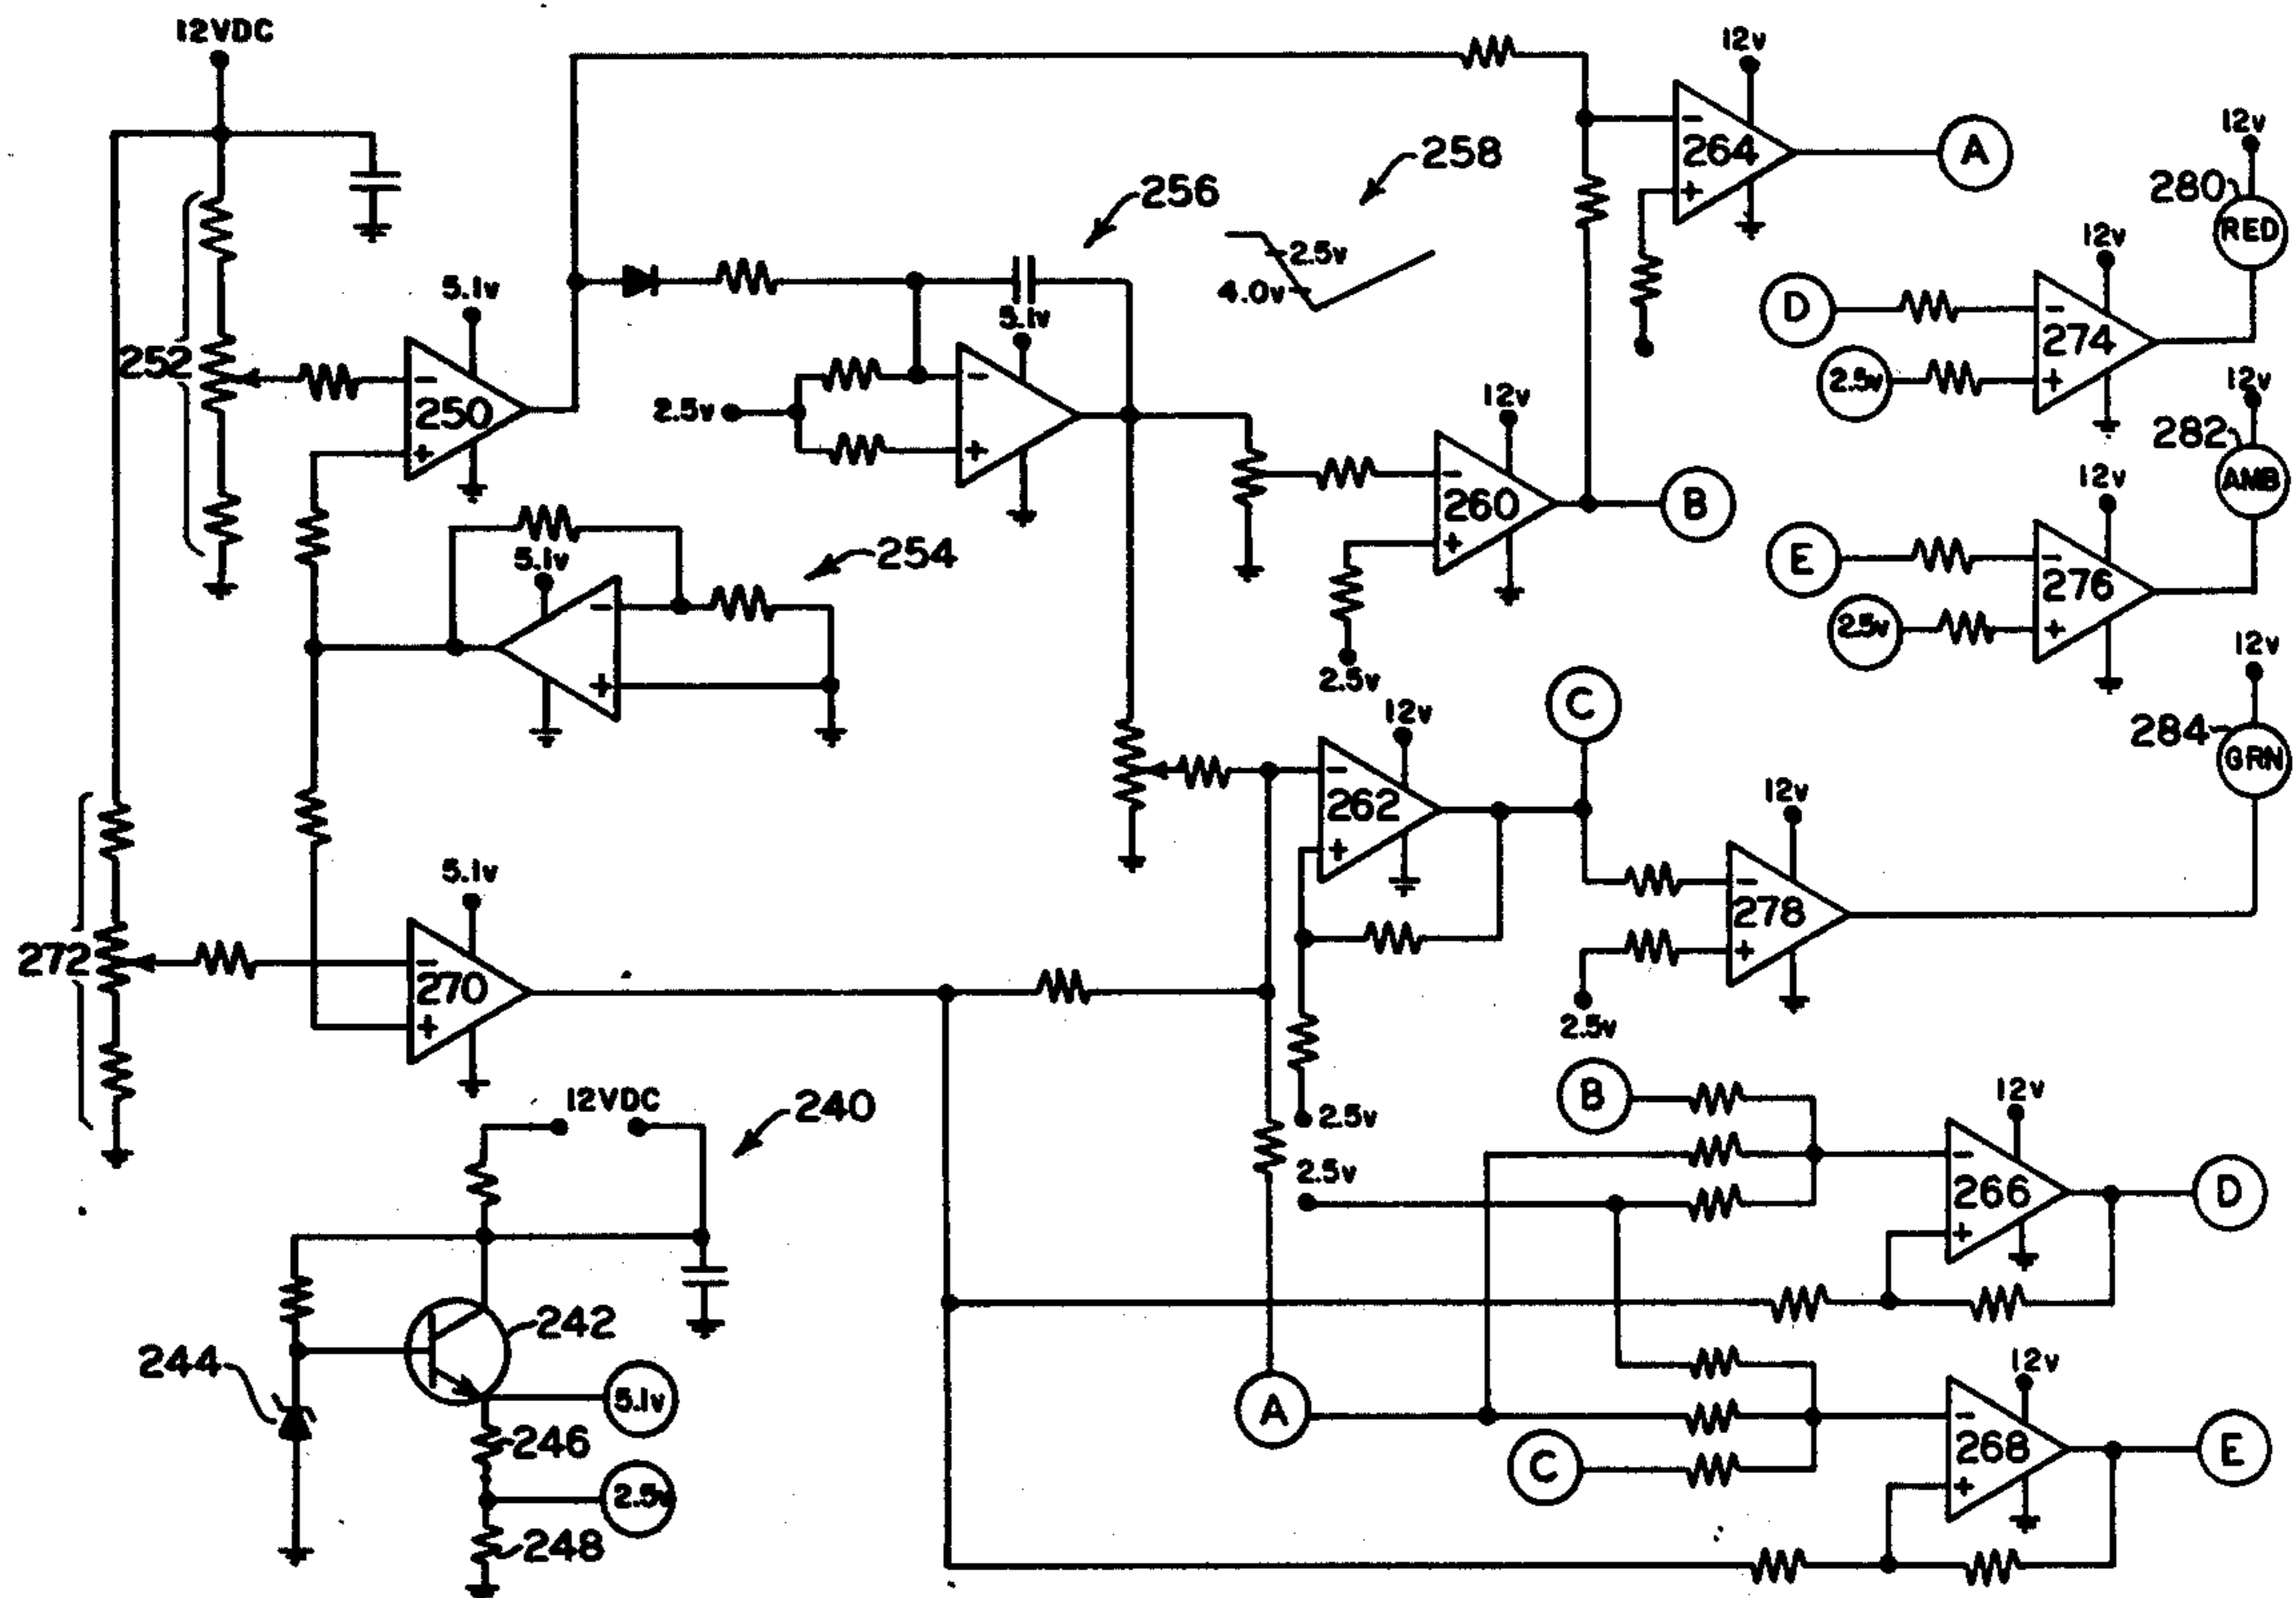 12VDC
12v
258
A
12v
280
RED
256
264
+
2.5v
4.0v
D
12v
274
2.5v
+
12v
282
AMB
252
5.1v
250
+
5.1v
2.5v
+
12v
260
+
B
2.5v
12v
E
276
2.5v
+
254
5.1v
+
12v
284
GRN
C
12v
262
+
12v
278
+
2.5v
272
5.1v
270
+
2.5v
2.5v
B
12v
266
+
D
12VDC
240
242
244
5.1v
246
2.5v
248
A
C
12v
268
+
E